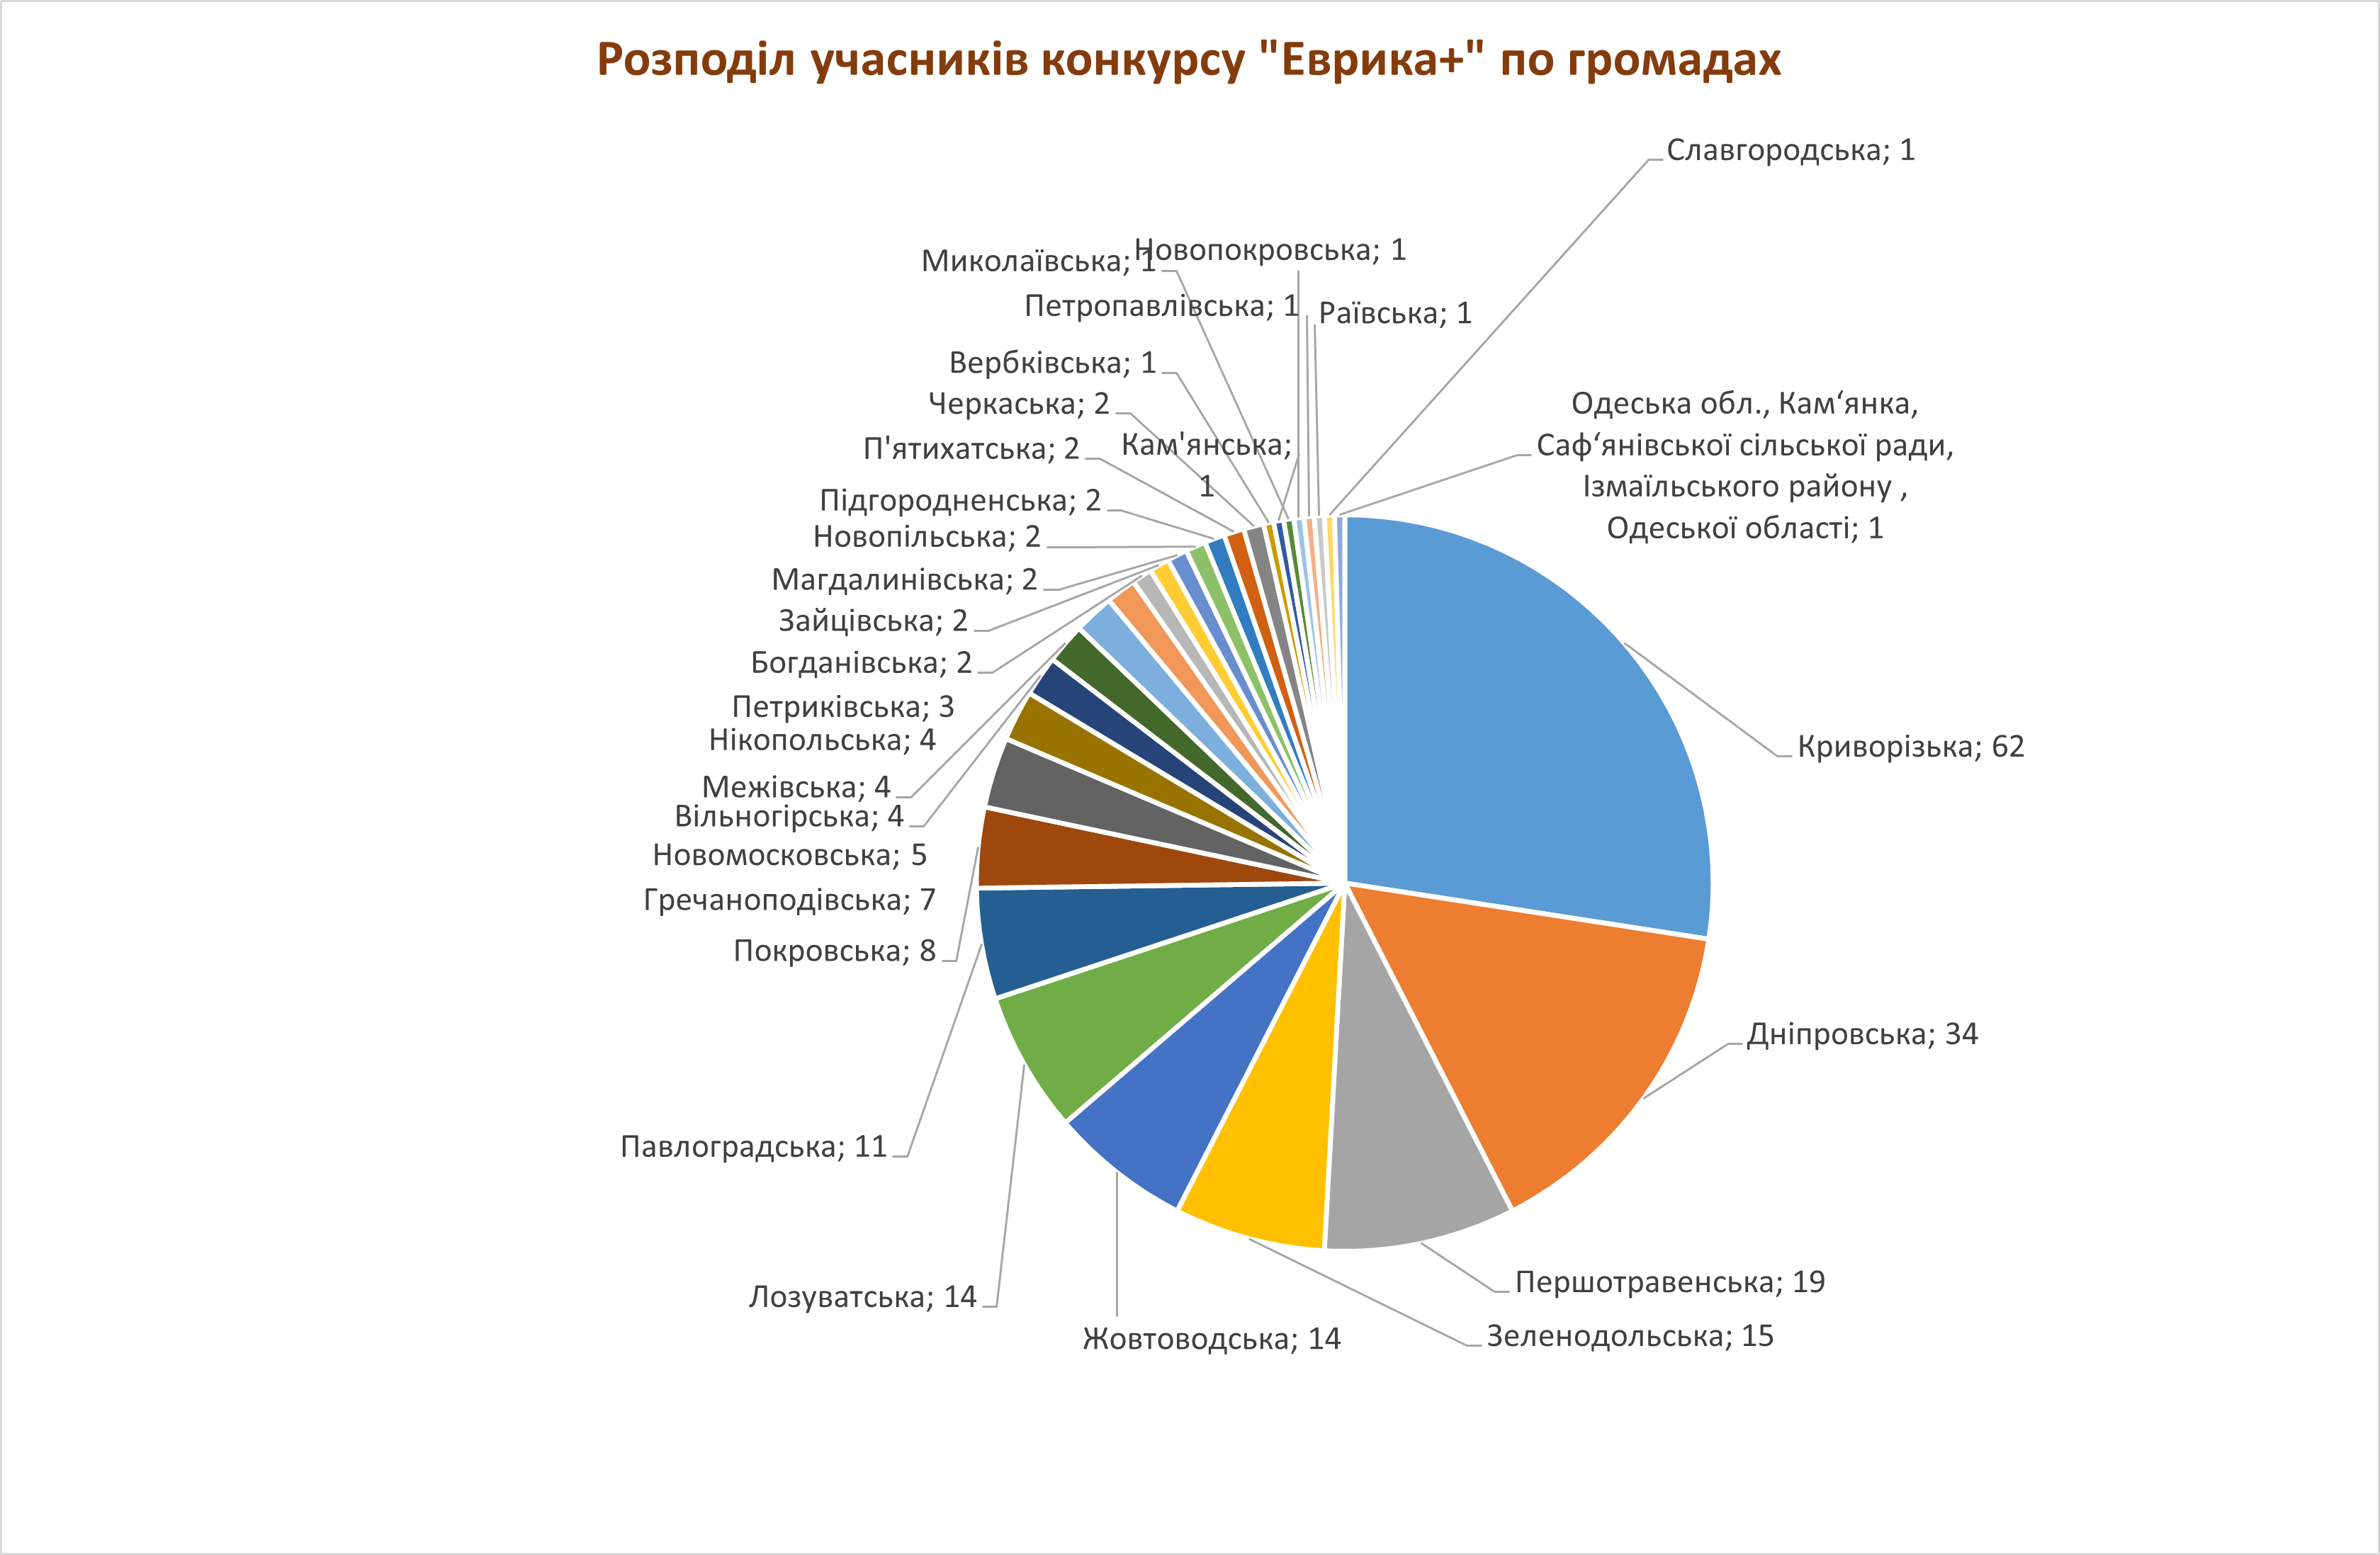 Розподіл учасників конкурсу "Еврика+" по громадах
Славгородська; 1
Новопокровська; 1
Миколаївська; 1
Петропавлівська; 1
Раївська; 1
Вербківська; 1
Черкаська; 2
Одеська обл., Кам‘янка,
Саф‘янівської сільської ради,
Ізмаїльського району ,
Одеської області; 1
Кам'янська;
1
П'ятихатська; 2
Підгородненська; 2
Новопільська; 2
Магдалинівська; 2
Зайцівська; 2
Богданівська; 2
Петриківська; 3
Нікопольська; 4
Криворізька; 62
Межівська; 4
Вільногірська; 4
Новомосковська; 5
Гречаноподівська; 7
Покровська; 8
Дніпровська; 34
Павлоградська; 11
Першотравенська; 19
Лозуватська; 14
Зеленодольська; 15
Жовтоводська; 14